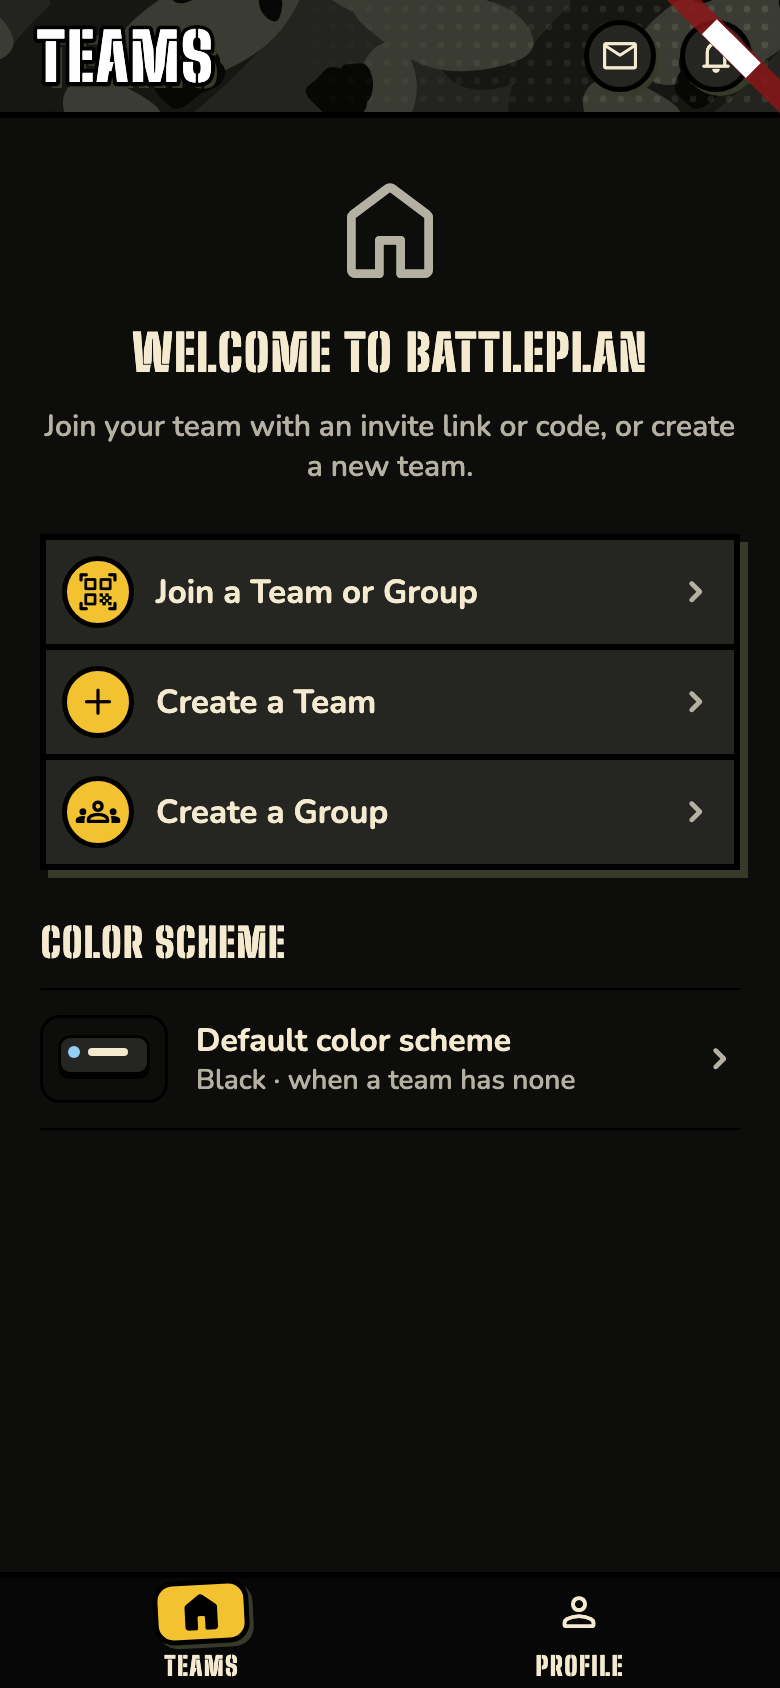 TEAMS
WELCOME TO BATTLEPLAN
Join your team with an invite link or code, or create
a new team.
Join a Team or Group
Create a Team
Create a Group
COLOR SCHEME
Default color scheme
Black · when a team has none
TEAMS
PROFILE